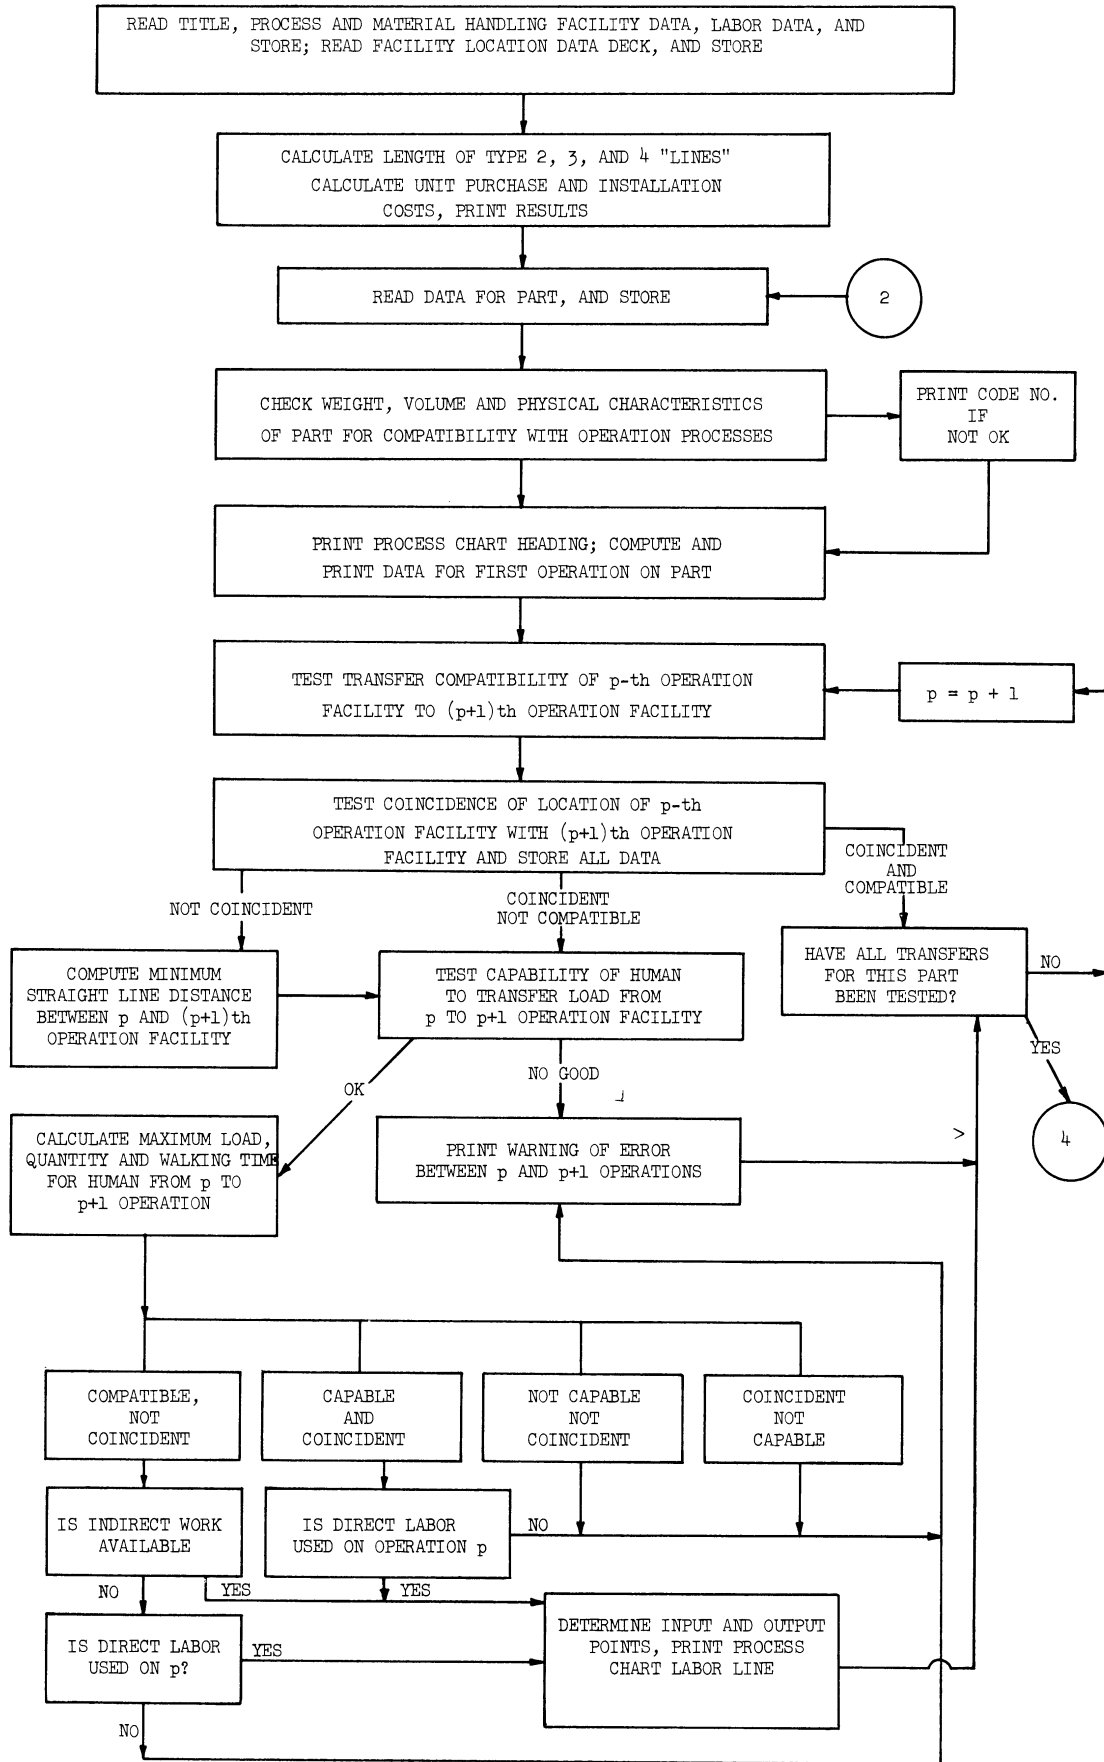 READ TITLE, PROCESS AND MATERIAL HANDLING FACILITY DATA, LABOR DATA, AND
STORE; READ FACILITY LOCATION DATA DECK, AND STORE
CALCULATE LENGTH OF TYPE 2, 3, AND 4 "LINES"
CALCULATE UNIT PURCHASE AND INSTALLATION
COSTS, PRINT RESULTS
READ DATA FOR PART, AND STORE
2
CHECK WEIGHT, VOLUME AND PHYSICAL CHARACTERISTICS
OF PART FOR COMPATIBILITY WITH OPERATION PROCESSES
PRINT CODE NO.
IF
NOT OK
PRINT PROCESS CHART HEADING; COMPUTE AND
PRINT DATA FOR FIRST OPERATION ON PART
TEST TRANSFER COMPATIBILITY OF p-th OPERATION
FACILITY TO (p+1)th OPERATION FACILITY
p = p + 1
TEST COINCIDENCE OF LOCATION OF p-th
OPERATION FACILITY WITH (p+1)th OPERATION
FACILITY AND STORE ALL DATA
COINCIDENT
AND
COMPATIBLE
NOT COINCIDENT
COINCIDENT
NOT COMPATIBLE
COMPUTE MINIMUM
STRAIGHT LINE DISTANCE
BETWEEN p AND (p+1)th
OPERATION FACILITY
TEST CAPABILITY OF HUMAN
TO TRANSFER LOAD FROM
p TO p+1 OPERATION FACILITY
HAVE ALL TRANSFERS
FOR THIS PART
BEEN TESTED?
NO
YES
4
OK
NO GOOD
CALCULATE MAXIMUM LOAD,
QUANTITY AND WALKING TIME
FOR HUMAN FROM p TO
p+1 OPERATION
PRINT WARNING OF ERROR
BETWEEN p AND p+1 OPERATIONS
COMPATIBLE,
NOT
COINCIDENT
CAPABLE
AND
COINCIDENT
NOT CAPABLE
NOT
COINCIDENT
COINCIDENT
NOT
CAPABLE
IS INDIRECT WORK
AVAILABLE
IS DIRECT LABOR
USED ON OPERATION p
NO
NO
YES
YES
IS DIRECT LABOR
USED ON p?
YES
DETERMINE INPUT AND OUTPUT
POINTS, PRINT PROCESS
CHART LABOR LINE
NO